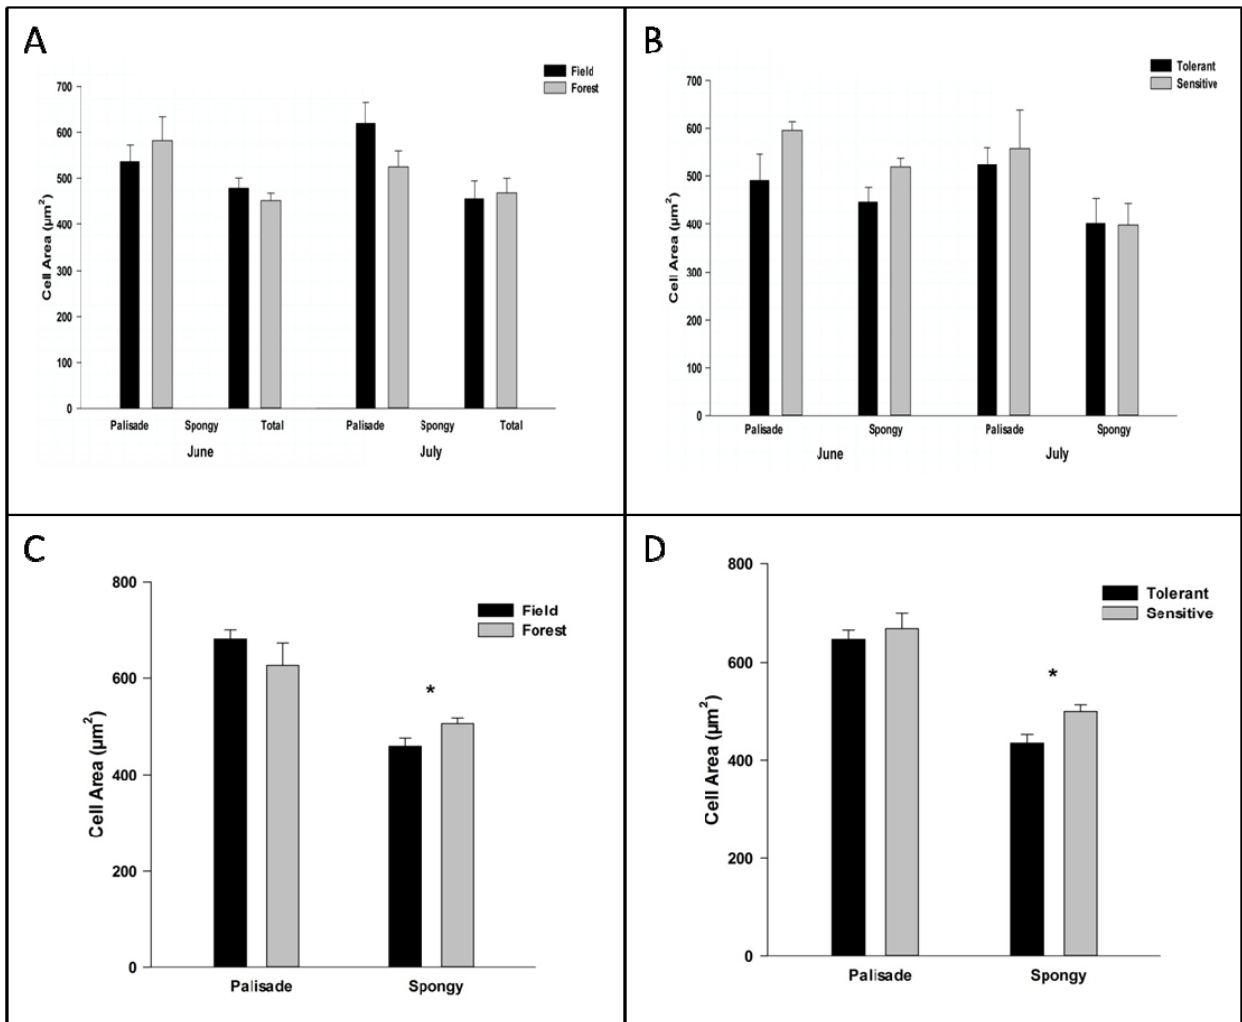 A
Field
Forest
700
600
500
400
300
200
100
0
Cell Area (µm²)
Palisade Spongy Total Palisade Spongy Total
June July
B
Tolerant
Sensitive
700
600
500
400
300
200
100
0
Cell Area (µm²)
Palisade Spongy Palisade Spongy
June July
C
Field
Forest
800
600
400
200
0
Cell Area (µm²)
*
Palisade Spongy
D
Tolerant
Sensitive
800
600
400
200
0
Cell Area (µm²)
*
Palisade Spongy